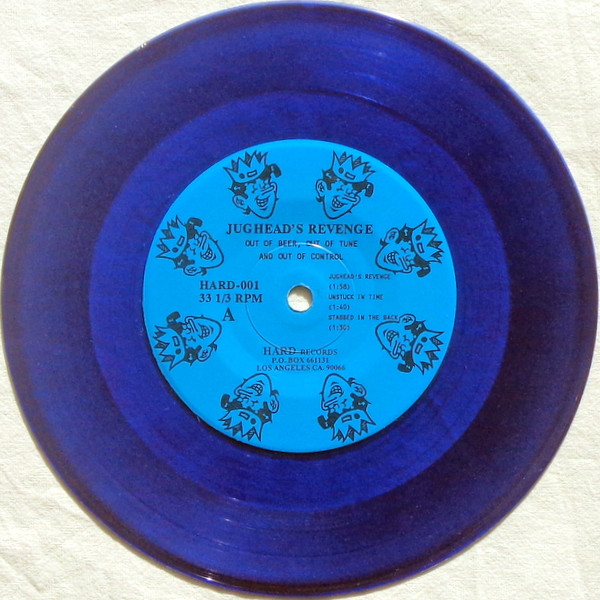 JUGHEAD'S REVENGE
OUT OF BEER, OUT OF TUNE
AND OUT OF CONTROL
HARD-001
33 1/3 RPM
A
JUGHEAD'S REVENGE
(1:58)
UNSTUCK IN TIME
(1:40)
STABBED IN THE BACK
(1:30)
HARD RECORDS
P.O. BOX 661131
LOS ANGELES CA. 90066